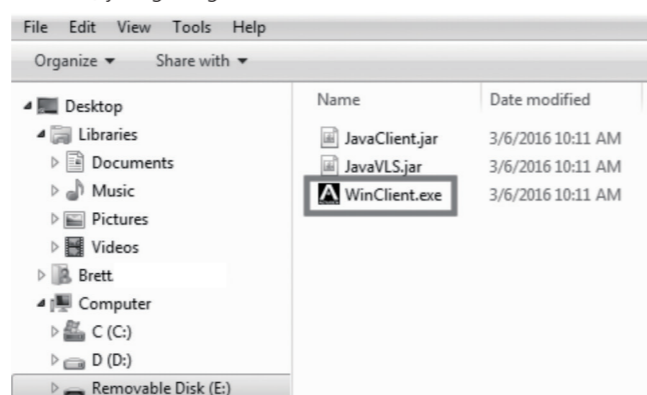 File Edit View Tools Help
Organize ▼ Share with ▼
Name Date modified
Desktop
Libraries
Documents
Music
Pictures
Videos
Brett
Computer
C (C:)
D (D:)
Removable Disk (E:)
JavaClient.jar 3/6/2016 10:11 AM
JavaVLS.jar 3/6/2016 10:11 AM
WinClient.exe 3/6/2016 10:11 AM